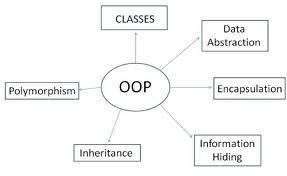 CLASSES
Data
Abstraction
Polymorphism
OOP
Encapsulation
Inheritance
Information
Hiding